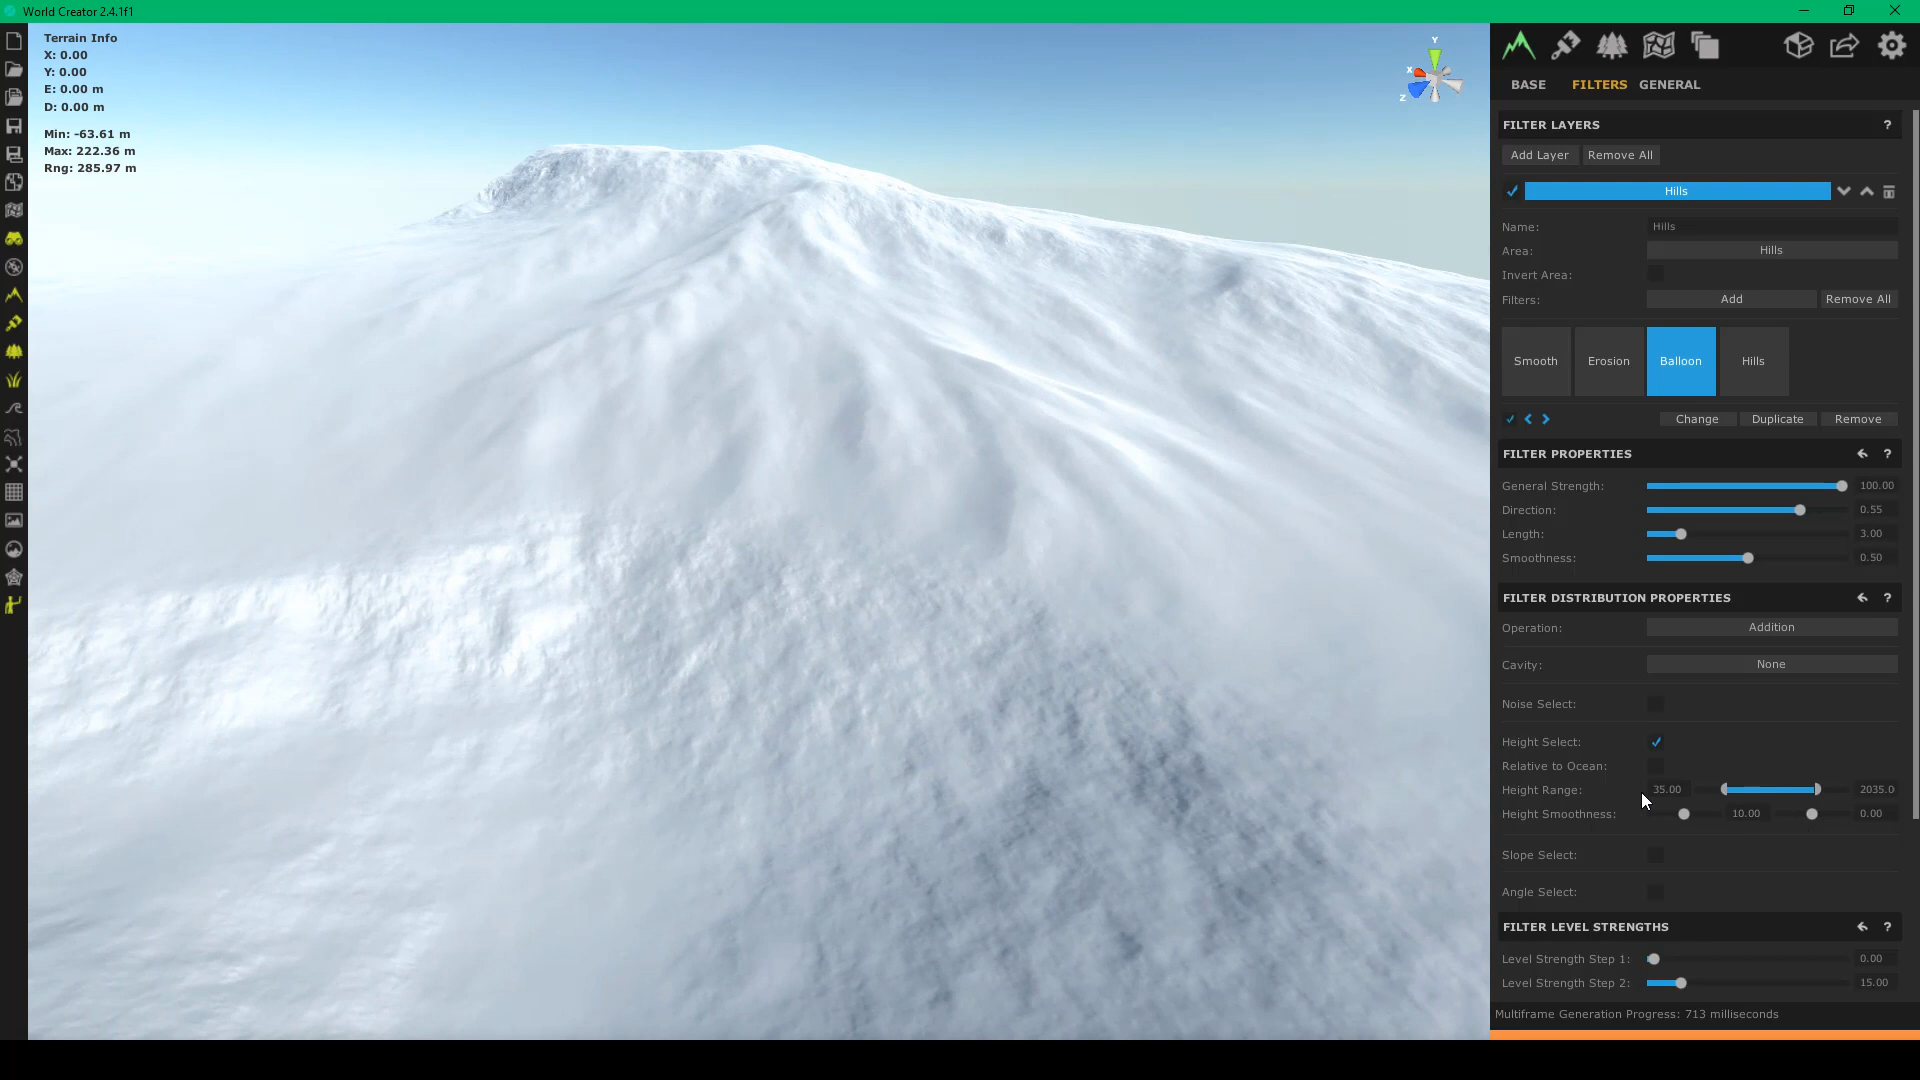 World Creator 2.4.1f1
Terrain Info
X: 0.00
Y: 0.00
E: 0.00 m
D: 0.00 m
Min: -63.61 m
Max: 222.36 m
Rng: 285.97 m
Y
X
Z
BASE FILTERS GENERAL
FILTER LAYERS ?
Add Layer Remove All
Hills
Name: Hills
Area: Hills
Invert Area:
Filters: Add Remove All
Smooth Erosion Balloon Hills
Change Duplicate Remove
FILTER PROPERTIES ?
General Strength: 100.00
Direction: 0.55
Length: 3.00
Smoothness: 0.50
FILTER DISTRIBUTION PROPERTIES ?
Operation: Addition
Cavity: None
Noise Select:
Height Select:
Relative to Ocean:
Height Range: 35.00 2035.0
Height Smoothness: 10.00 0.00
Slope Select:
Angle Select:
FILTER LEVEL STRENGTHS ?
Level Strength Step 1: 0.00
Level Strength Step 2: 15.00
Multiframe Generation Progress: 713 milliseconds